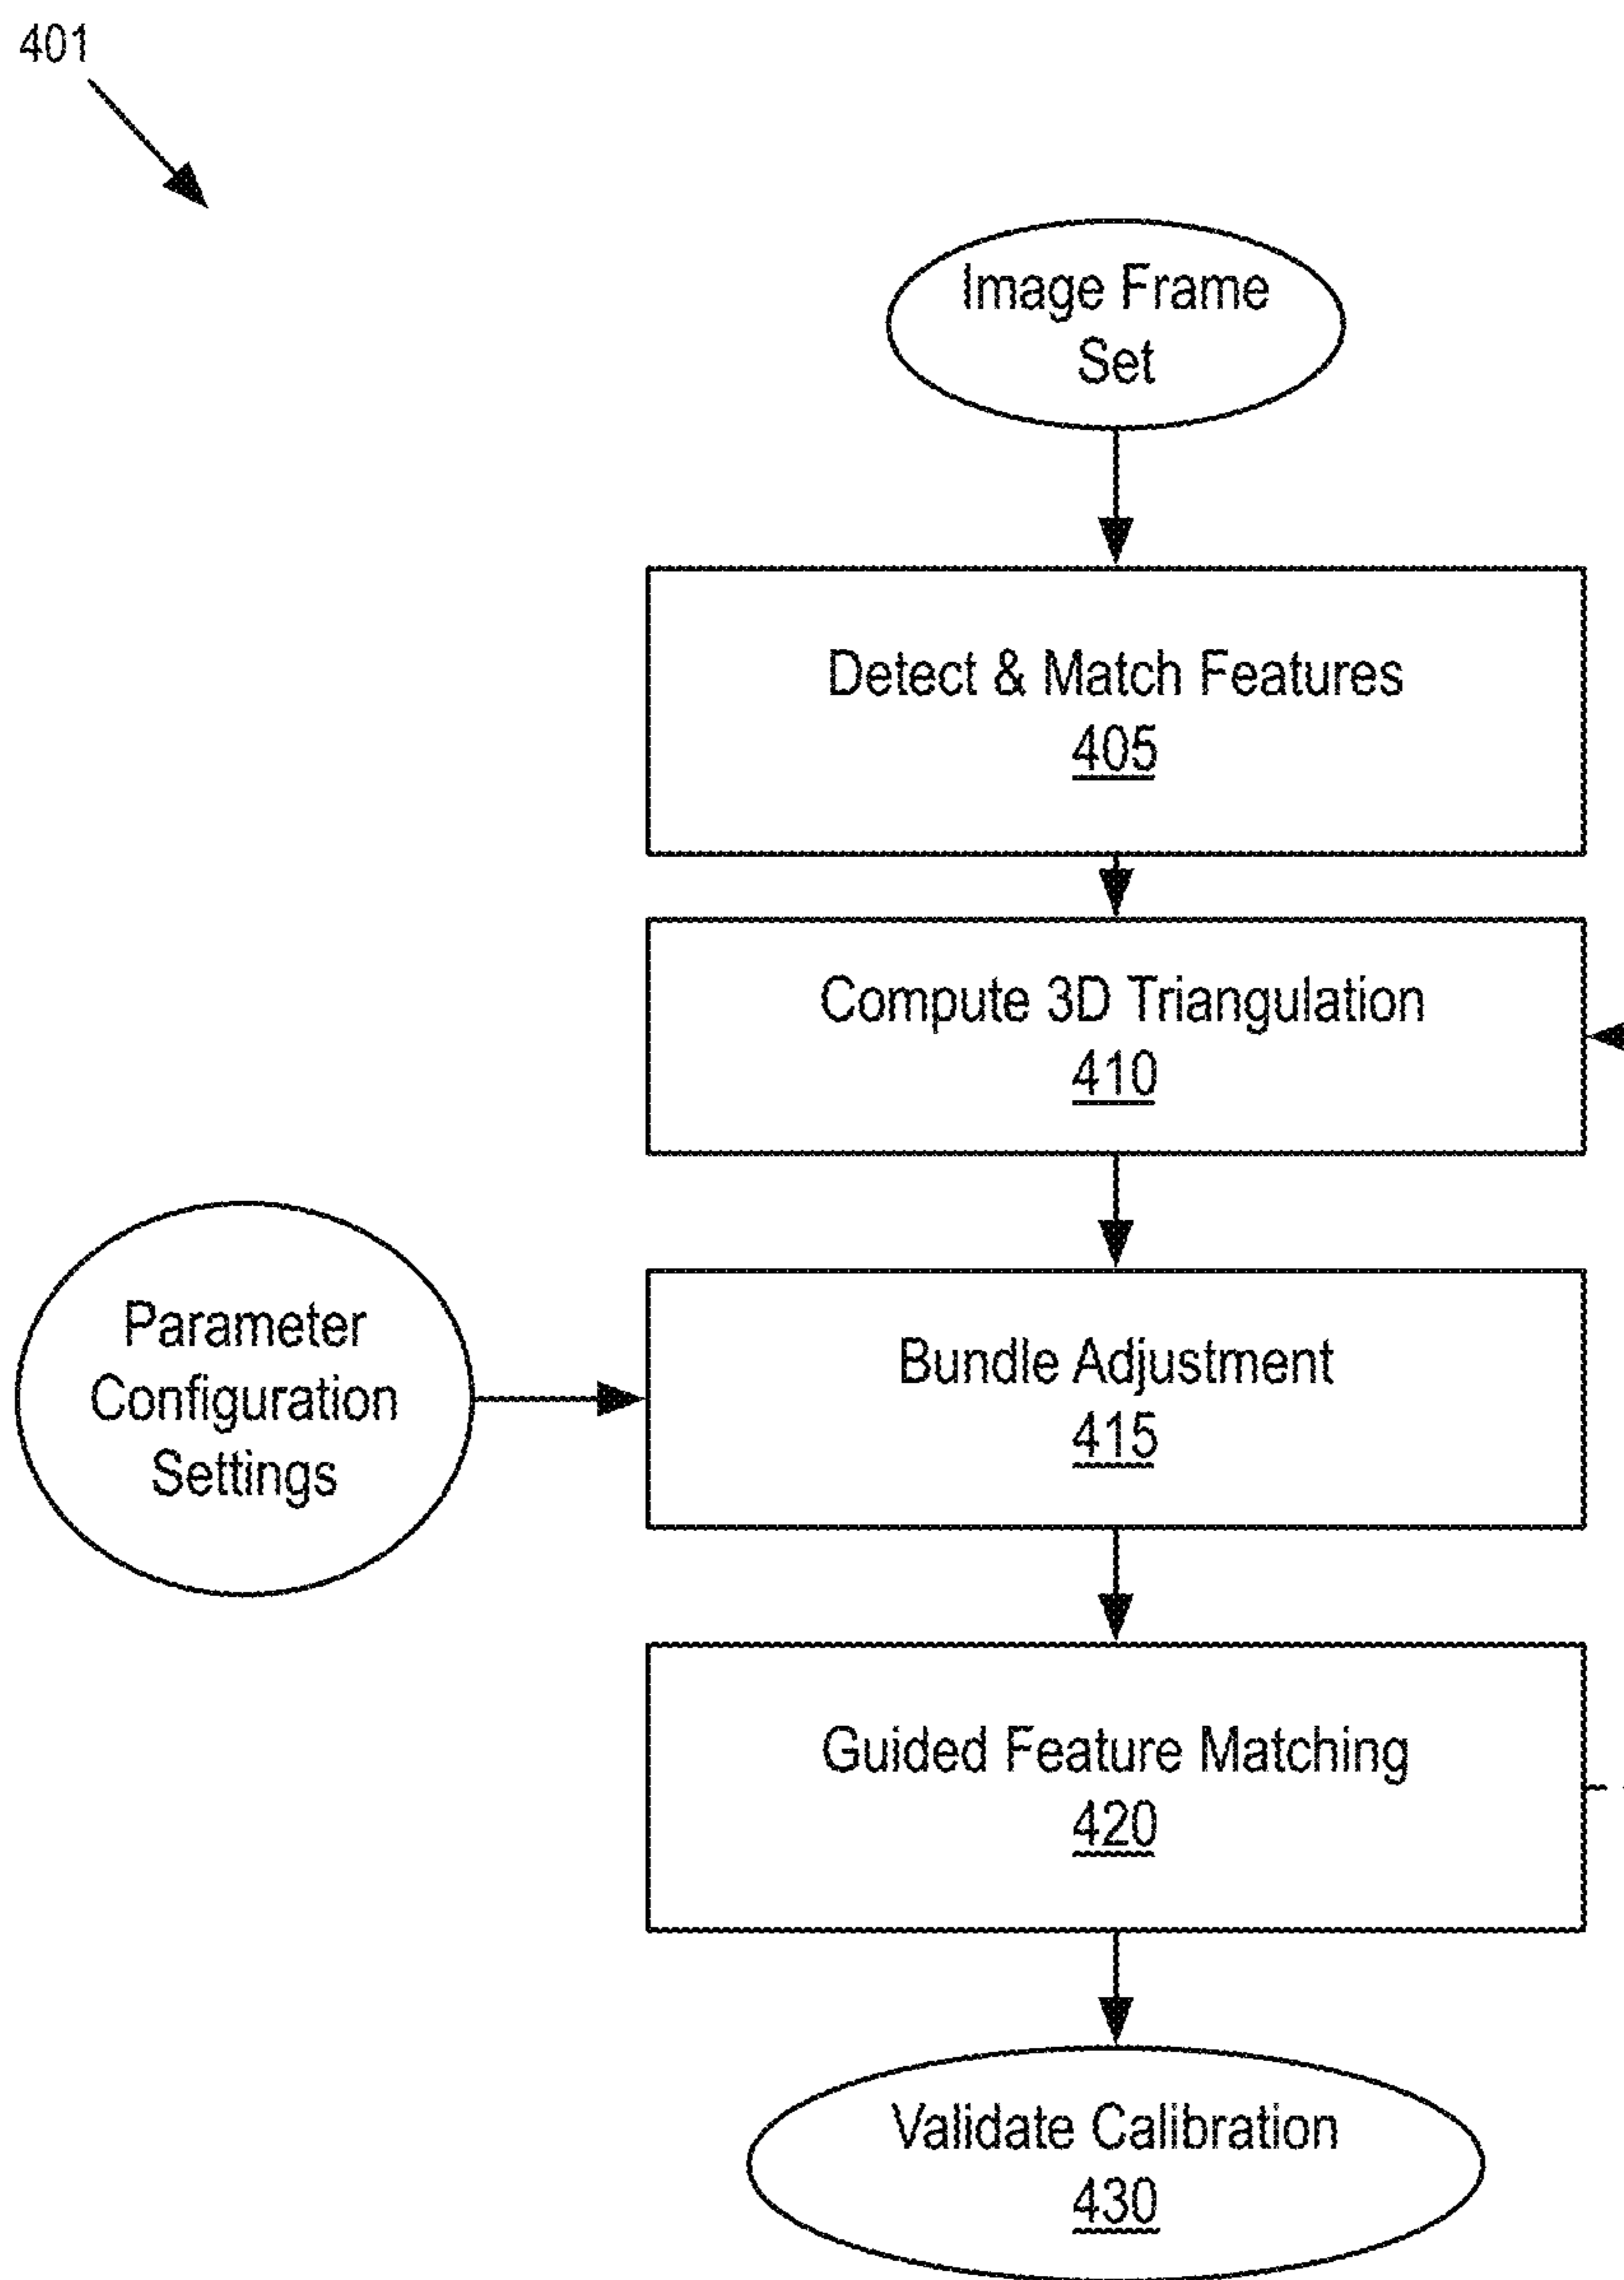 401
Image Frame
Set
Detect & Match Features
405
Compute 3D Triangulation
410
Parameter
Configuration
Settings
Bundle Adjustment
415
Guided Feature Matching
420
Validate Calibration
430